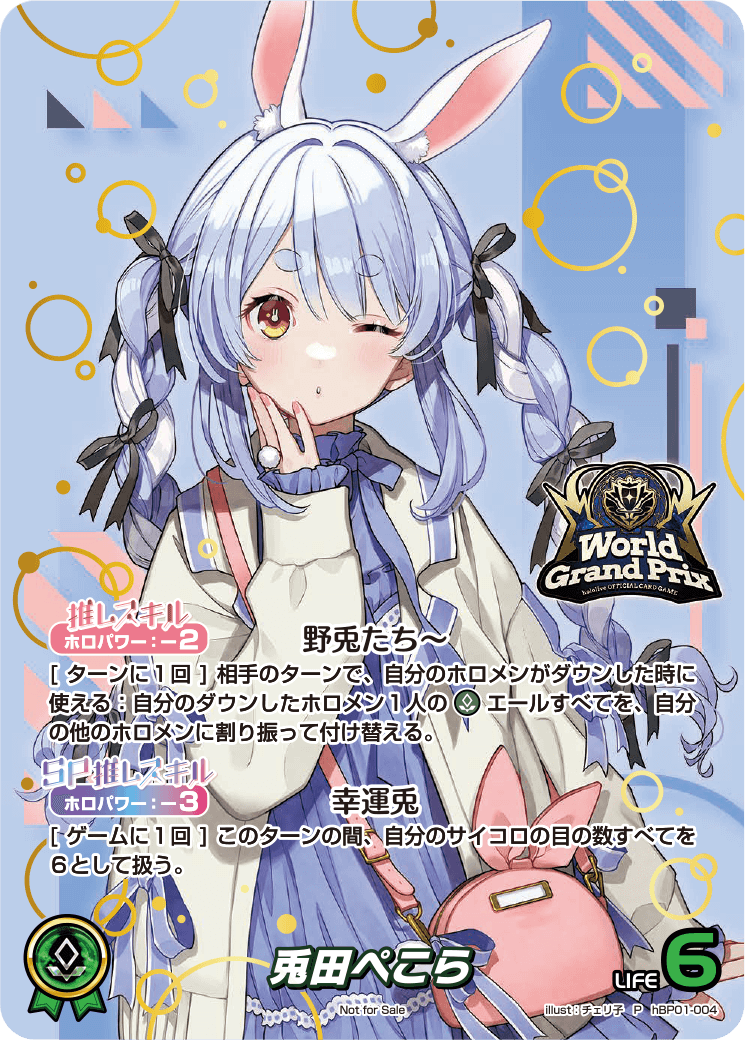 World
Grand Prix
hololive OFFICIAL CARD GAME
推しスキル
ホロパワー：－2
野兎たち～
[ ターンに１回 ] 相手のターンで、自分のホロメンがダウンした時に
使える：自分のダウンしたホロメン１人の エールすべてを、自分
の他のホロメンに割り振って付け替える。
SP推しスキル
ホロパワー：－3
幸運兎
[ ゲームに１回 ] このターンの間、自分のサイコロの目の数すべてを
６として扱う。
兎田ぺこら
LIFE 6
Not for Sale
illust：チェリ子 P hBP01-004